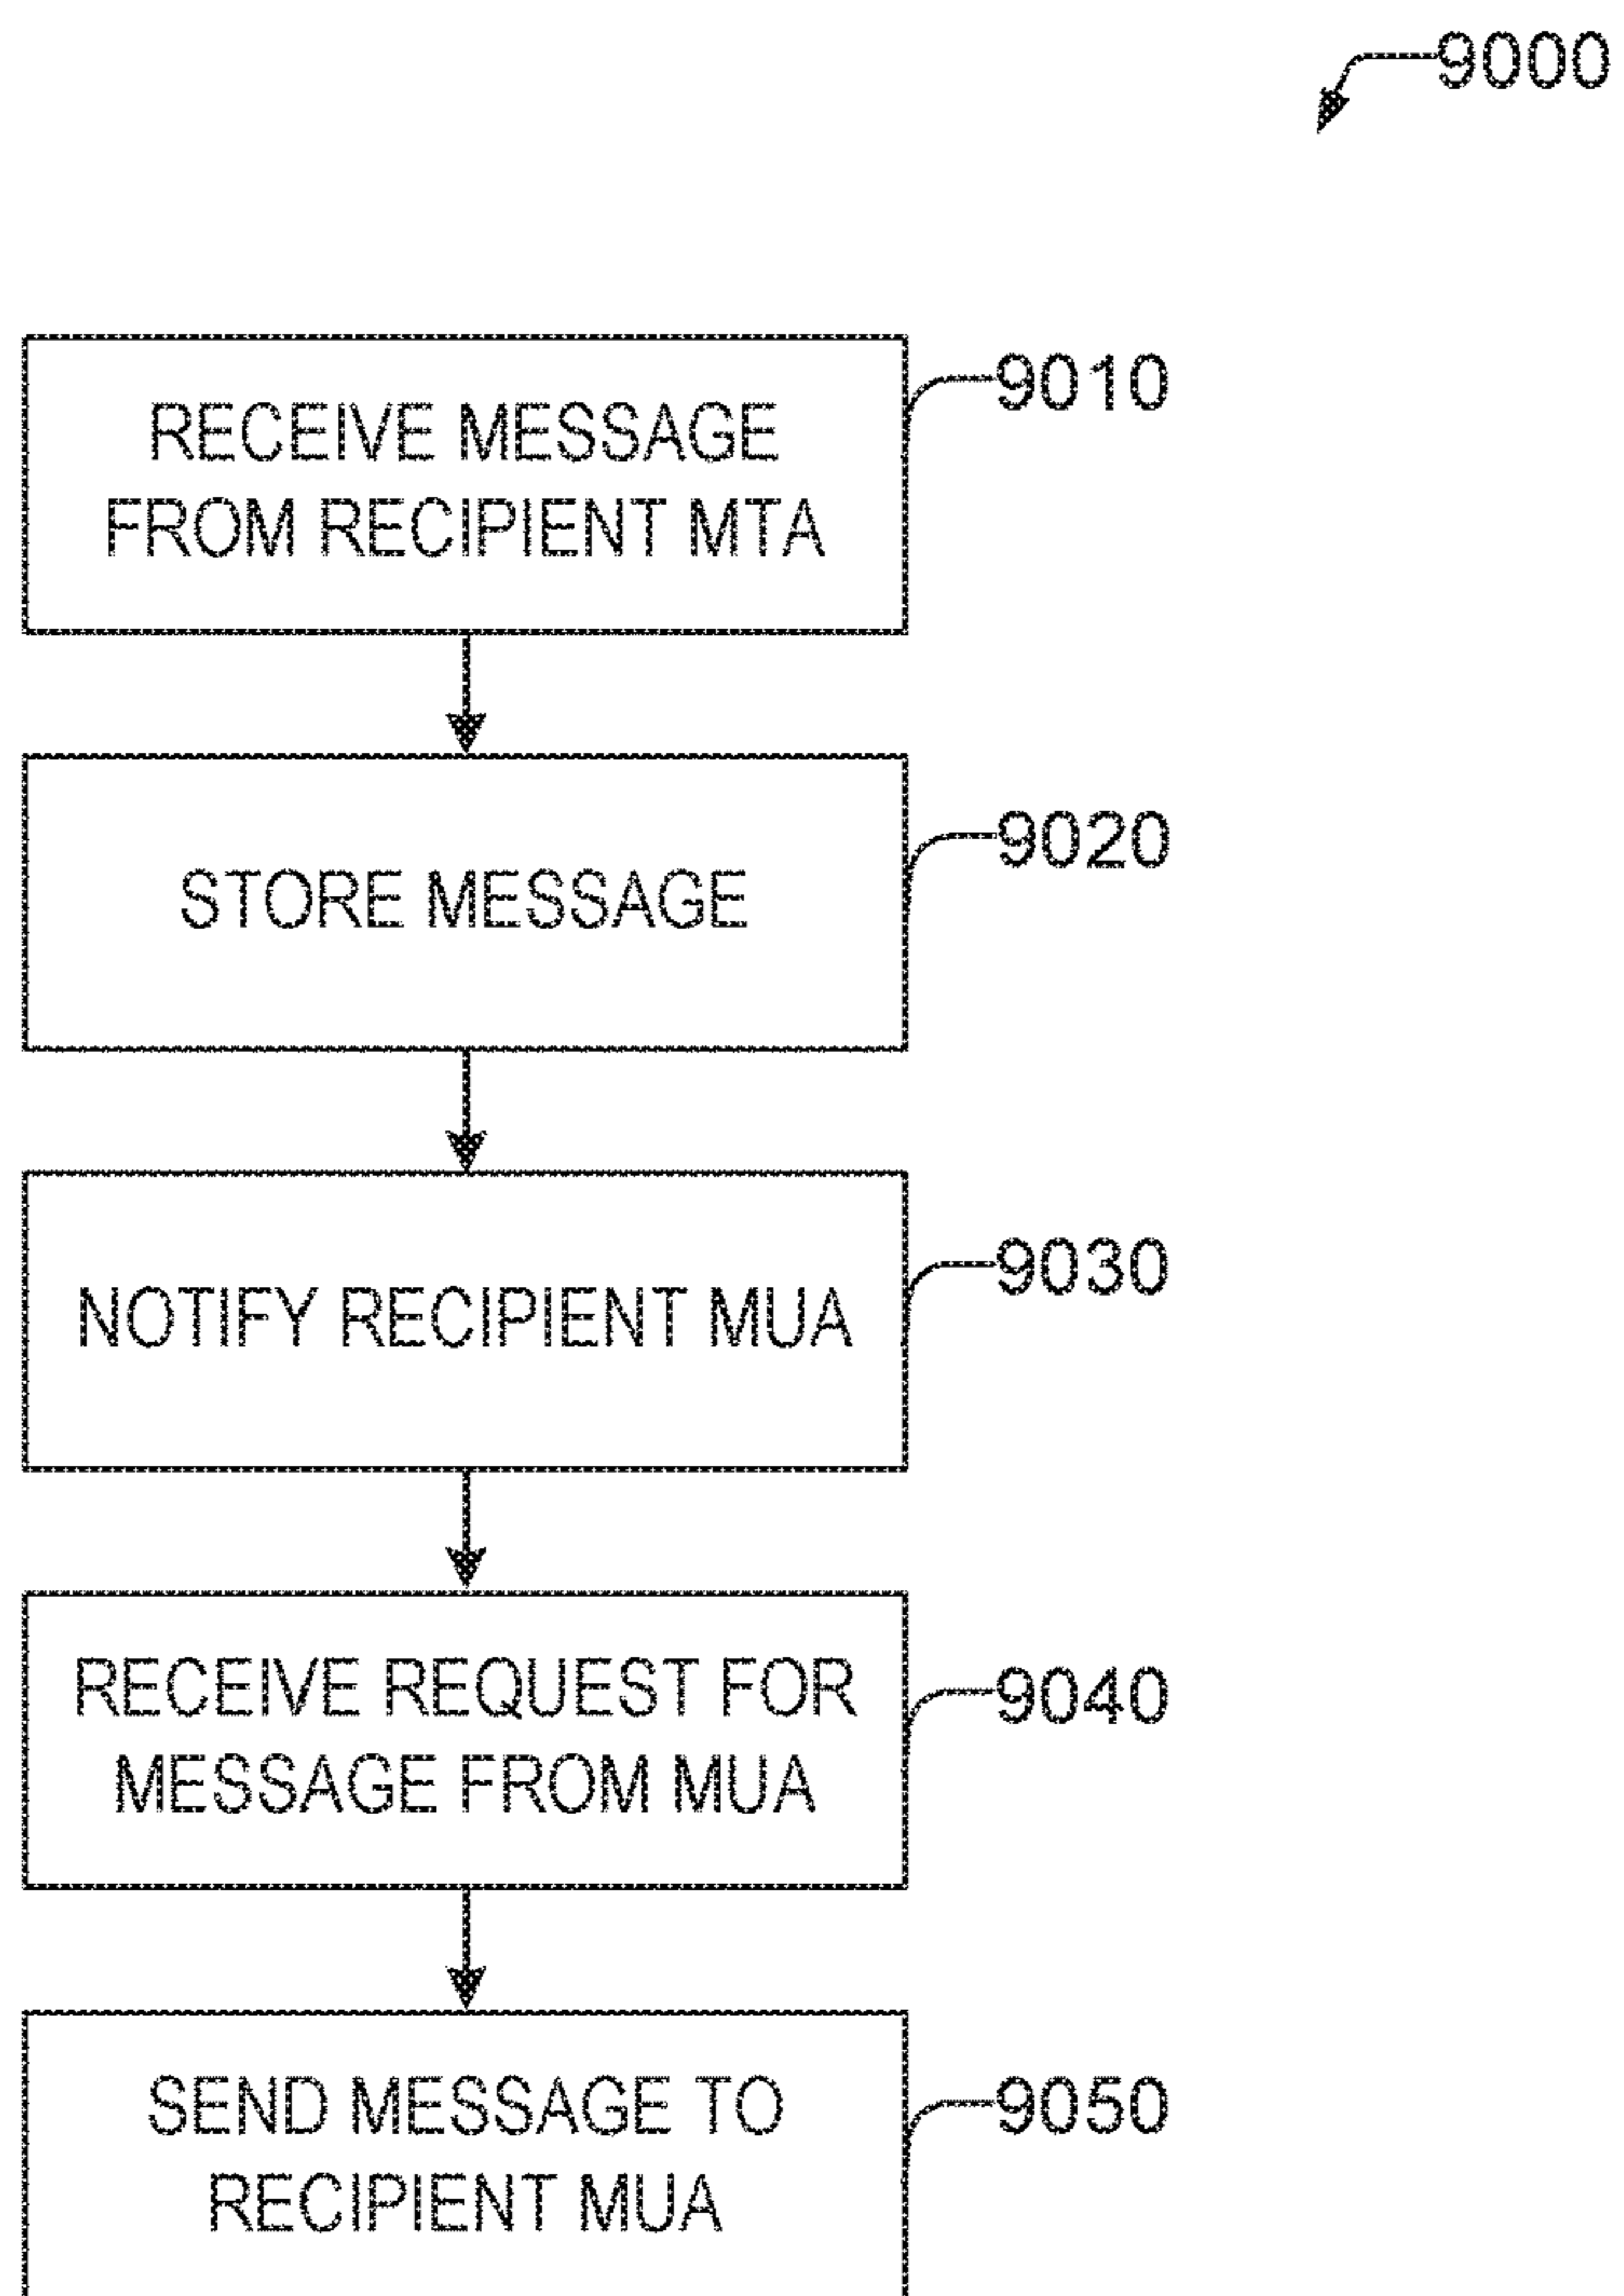 9000
RECEIVE MESSAGE
FROM RECIPIENT MTA
9010
STORE MESSAGE
9020
NOTIFY RECIPIENT MUA
9030
RECEIVE REQUEST FOR
MESSAGE FROM MUA
9040
SEND MESSAGE TO
RECIPIENT MUA
9050